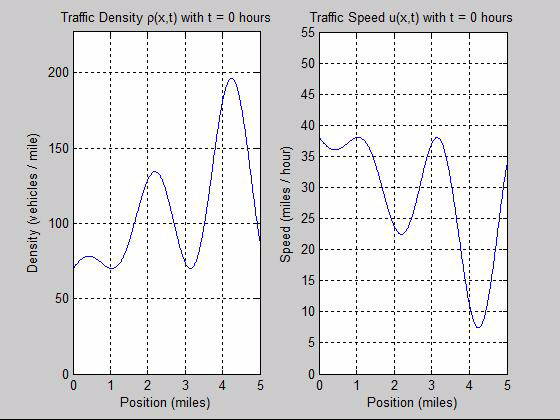 Traffic Density ρ(x,t) with t = 0 hours
Density (vehicles / mile)
200
150
100
50
0
0 1 2 3 4 5
Position (miles)
Traffic Speed u(x,t) with t = 0 hours
Speed (miles / hour)
55
50
45
40
35
30
25
20
15
10
5
0
0 1 2 3 4 5
Position (miles)